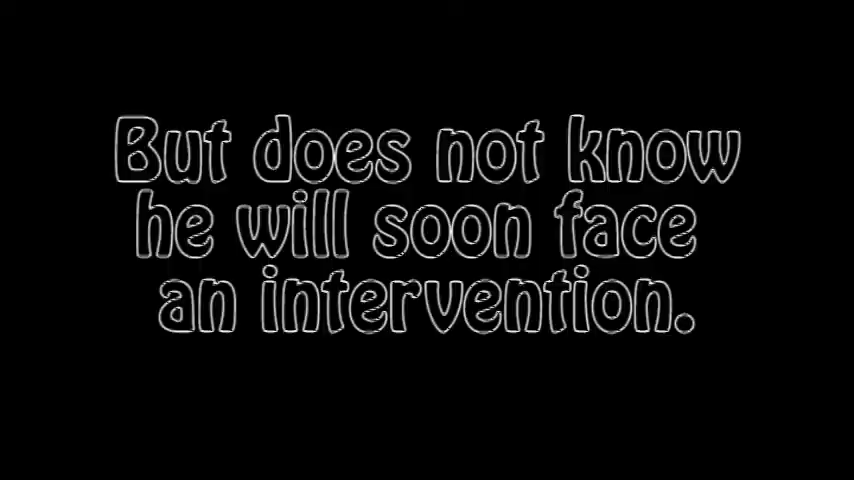 But does not know
he will soon face
an intervention.